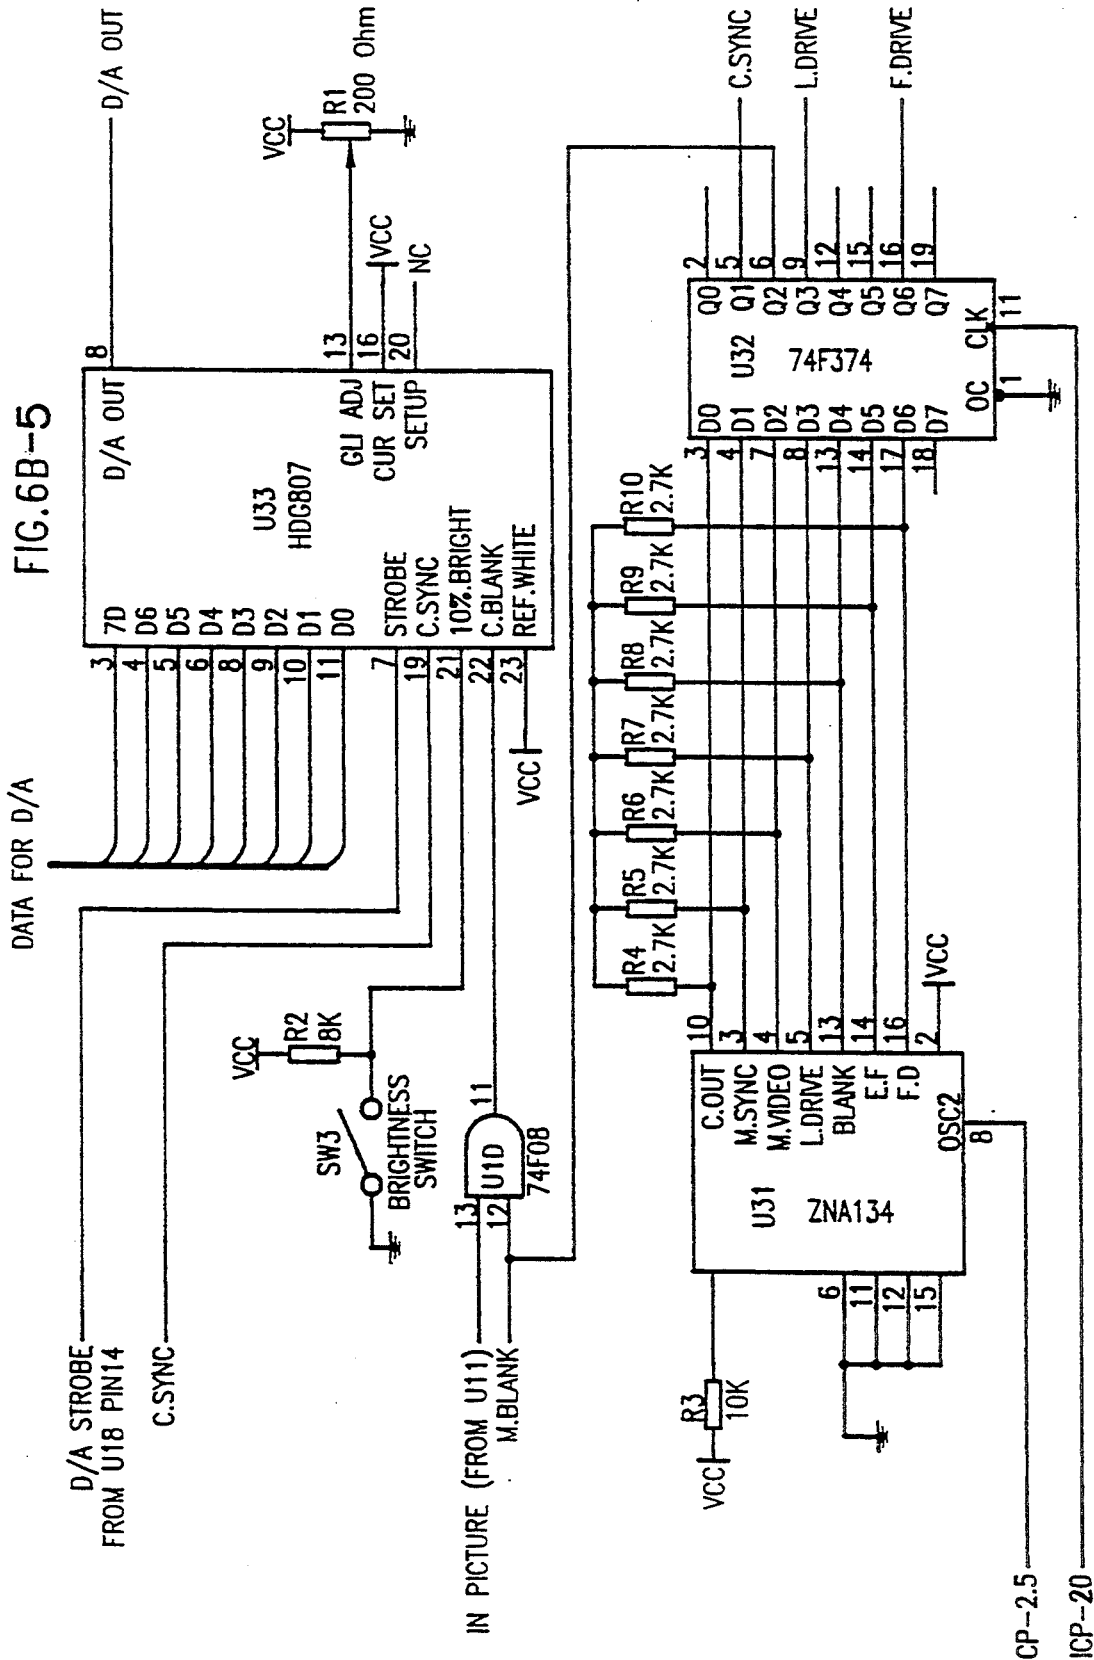 FIG.6B-5
DATA FOR D/A
D/A STROBE
FROM U18 PIN14
C.SYNC
IN PICTURE (FROM U11)
M.BLANK
3 7D
4 D6
5 D5
6 D4
8 D3
9 D2
10 D1
11 D0
7 STROBE
19 C.SYNC
21 10%.BRIGHT
22 C.BLANK
23 REF.WHITE
VCC
U33
HDG807
D/A OUT 8
D/A OUT
GLI ADJ 13
CUR SET 16
SETUP 20
VCC
NC
VCC
R1
200 Ohm
VCC
R2
8K
SW3
BRIGHTNESS
SWITCH
13
12
U1D
11
74F08
R4
2.7K
R5
2.7K
R6
2.7K
R7
2.7K
R8
2.7K
R9
2.7K
R10
2.7K
VCC
R3
10K
6
11
12
15
U31
ZNA134
C.OUT 10
M.SYNC 3
M.VIDEO 4
L.DRIVE 5
BLANK 13
E.F 14
F.D 16
2
VCC
OSC2
8
3 D0
4 D1
7 D2
8 D3
13 D4
14 D5
17 D6
18 D7
U32
74F374
Q0 2
Q1 5
Q2 6
Q3 9
Q4 12
Q5 15
Q6 16
Q7 19
OC
1
CLK
11
C.SYNC
L.DRIVE
F.DRIVE
CP-2.5
ICP-20